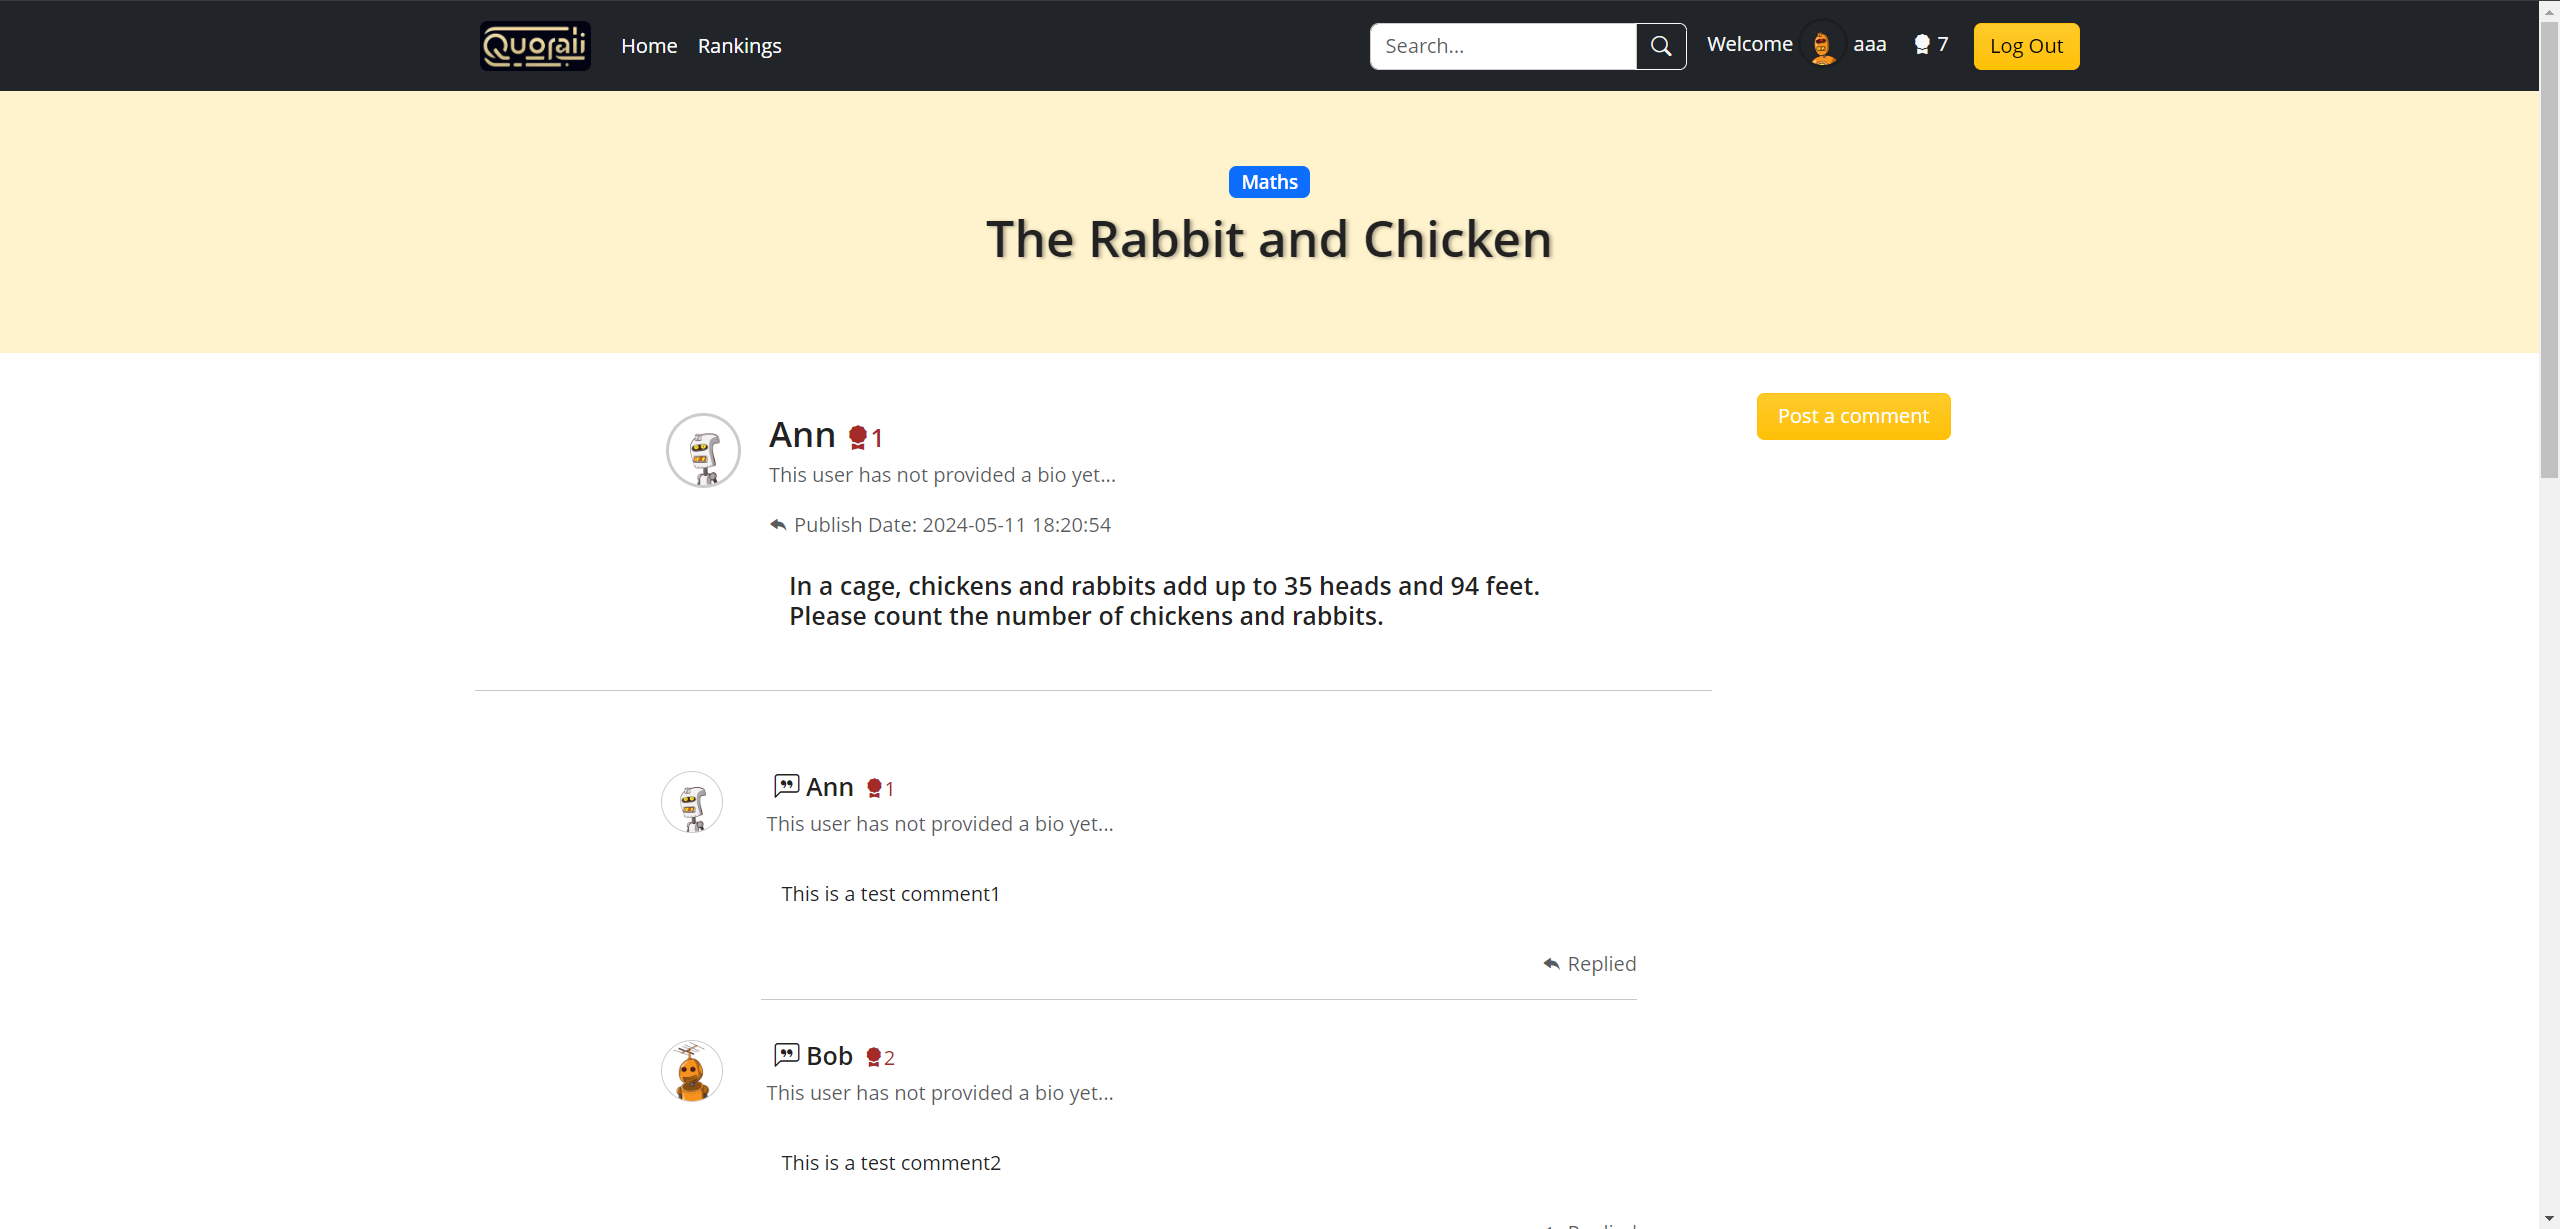 Quorali
Home
Rankings
Search...
Welcome
aaa
7
Log Out
Maths
The Rabbit and Chicken
Post a comment
Ann 1
This user has not provided a bio yet...
Publish Date: 2024-05-11 18:20:54
In a cage, chickens and rabbits add up to 35 heads and 94 feet.
Please count the number of chickens and rabbits.
Ann 1
This user has not provided a bio yet...
This is a test comment1
Replied
Bob 2
This user has not provided a bio yet...
This is a test comment2